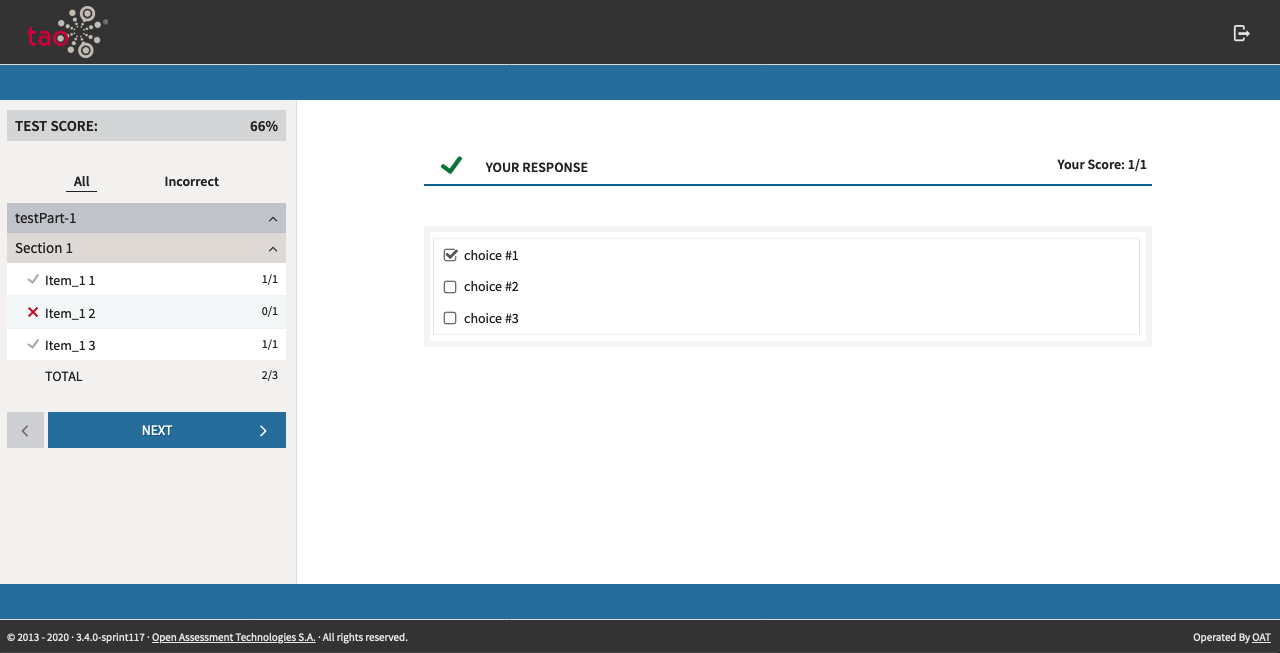 tao
TEST SCORE: 66%
All Incorrect
testPart-1
Section 1
Item_1 1 1/1
Item_1 2 0/1
Item_1 3 1/1
TOTAL 2/3
NEXT
YOUR RESPONSE Your Score: 1/1
choice #1
choice #2
choice #3
© 2013 - 2020 · 3.4.0-sprint117 · Open Assessment Technologies S.A. · All rights reserved. Operated By OAT